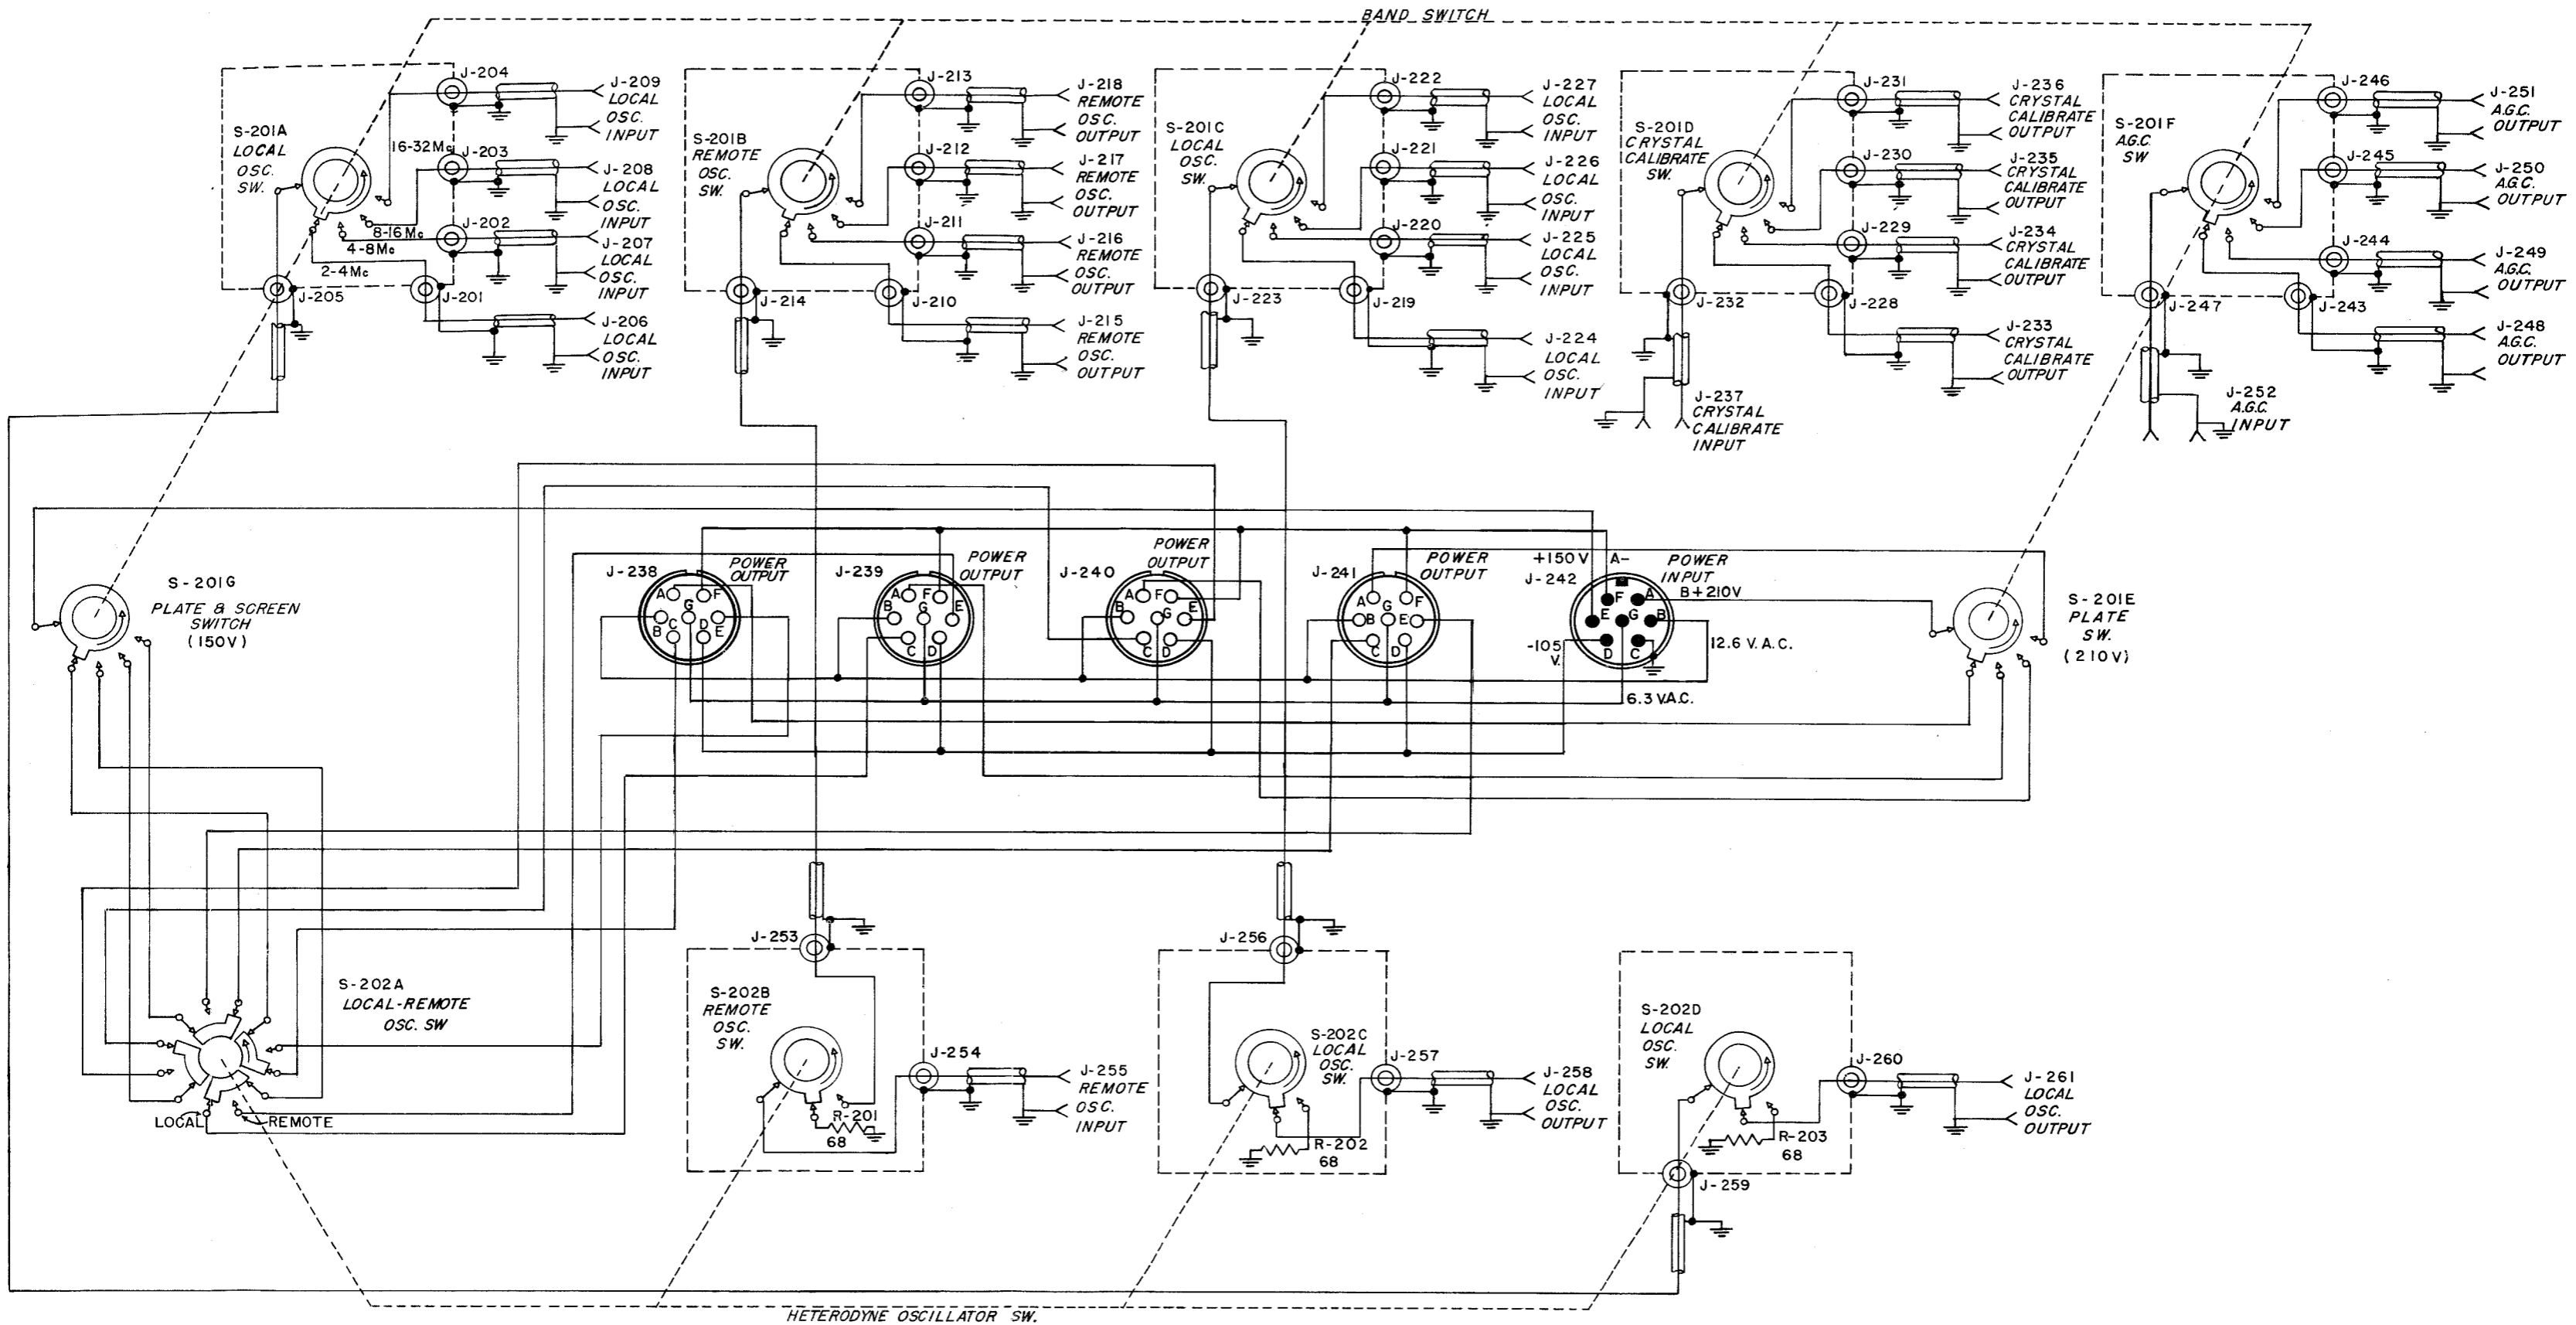 BAND SWITCH
S-201A
LOCAL
OSC.
SW.
J-204
J-203
J-202
J-205
J-201
16-32Mc
8-16Mc
4-8Mc
2-4Mc
J-209
LOCAL
OSC.
INPUT
J-208
LOCAL
OSC.
INPUT
J-207
LOCAL
OSC.
INPUT
J-206
LOCAL
OSC.
INPUT
S-201B
REMOTE
OSC.
SW.
J-213
J-212
J-211
J-214
J-210
J-218
REMOTE
OSC.
OUTPUT
J-217
REMOTE
OSC.
OUTPUT
J-216
REMOTE
OSC.
OUTPUT
J-215
REMOTE
OSC.
OUTPUT
S-201C
LOCAL
OSC.
SW.
J-222
J-221
J-220
J-223
J-219
J-227
LOCAL
OSC.
INPUT
J-226
LOCAL
OSC.
INPUT
J-225
LOCAL
OSC.
INPUT
J-224
LOCAL
OSC.
INPUT
S-201D
CRYSTAL
CALIBRATE
SW.
J-231
J-230
J-229
J-232
J-228
J-236
CRYSTAL
CALIBRATE
OUTPUT
J-235
CRYSTAL
CALIBRATE
OUTPUT
J-234
CRYSTAL
CALIBRATE
OUTPUT
J-233
CRYSTAL
CALIBRATE
OUTPUT
J-237
CRYSTAL
CALIBRATE
INPUT
S-201F
A.G.C.
SW
J-246
J-245
J-244
J-247
J-243
J-251
A.G.C.
OUTPUT
J-250
A.G.C.
OUTPUT
J-249
A.G.C.
OUTPUT
J-248
A.G.C.
OUTPUT
J-252
A.G.C.
INPUT
S-201G
PLATE & SCREEN
SWITCH
(150V)
J-238
POWER
OUTPUT
A F
G
B C D E
J-239
POWER
OUTPUT
A F
B G E
C D
J-240
POWER
OUTPUT
A F
B G E
C D
J-241
POWER
OUTPUT
A F
G
B E
C D
+150V
A-
J-242
POWER
INPUT
B+210V
F A
E G B
D C
-105
V.
12.6 V.A.C.
6.3 V.A.C.
S-201E
PLATE
SW.
(210V)
S-202A
LOCAL-REMOTE
OSC. SW
LOCAL
REMOTE
J-253
S-202B
REMOTE
OSC.
SW.
R-201
68
J-254
J-255
REMOTE
OSC.
INPUT
J-256
S-202C
LOCAL
OSC.
SW.
R-202
68
J-257
J-258
LOCAL
OSC.
OUTPUT
S-202D
LOCAL
OSC.
SW.
R-203
68
J-260
J-259
J-261
LOCAL
OSC.
OUTPUT
HETERODYNE OSCILLATOR SW.